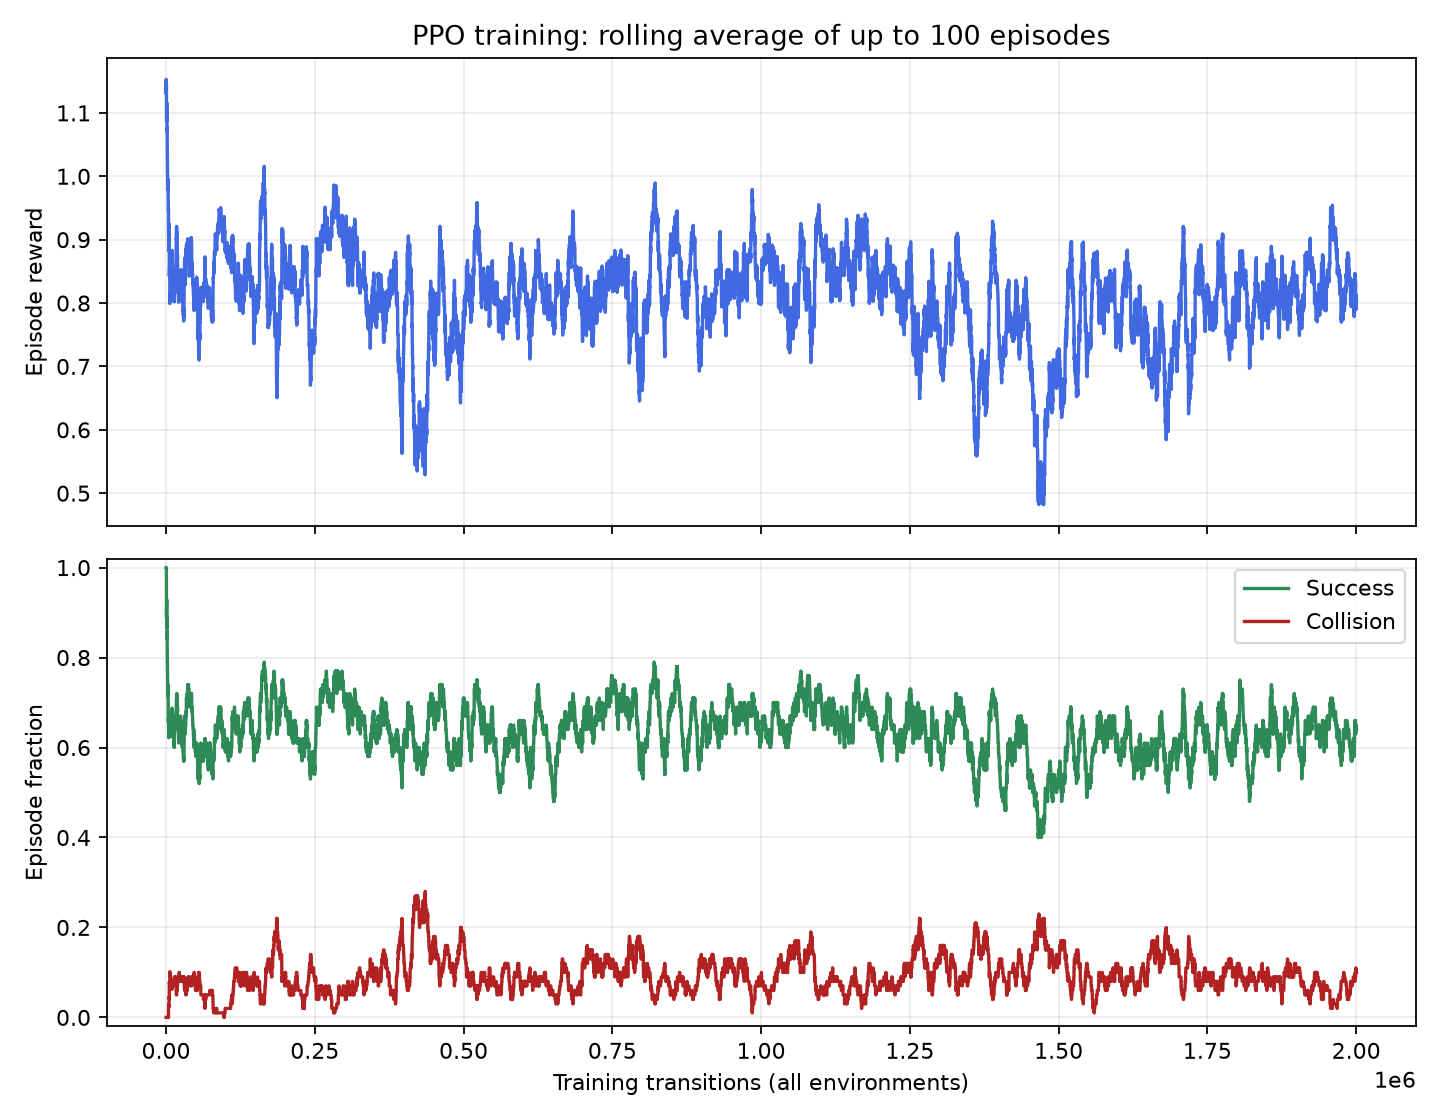 PPO training: rolling average of up to 100 episodes
Episode reward
1.1
1.0
0.9
0.8
0.7
0.6
0.5
Episode fraction
1.0
0.8
0.6
0.4
0.2
0.0
Success
Collision
0.00 0.25 0.50 0.75 1.00 1.25 1.50 1.75 2.00
1e6
Training transitions (all environments)